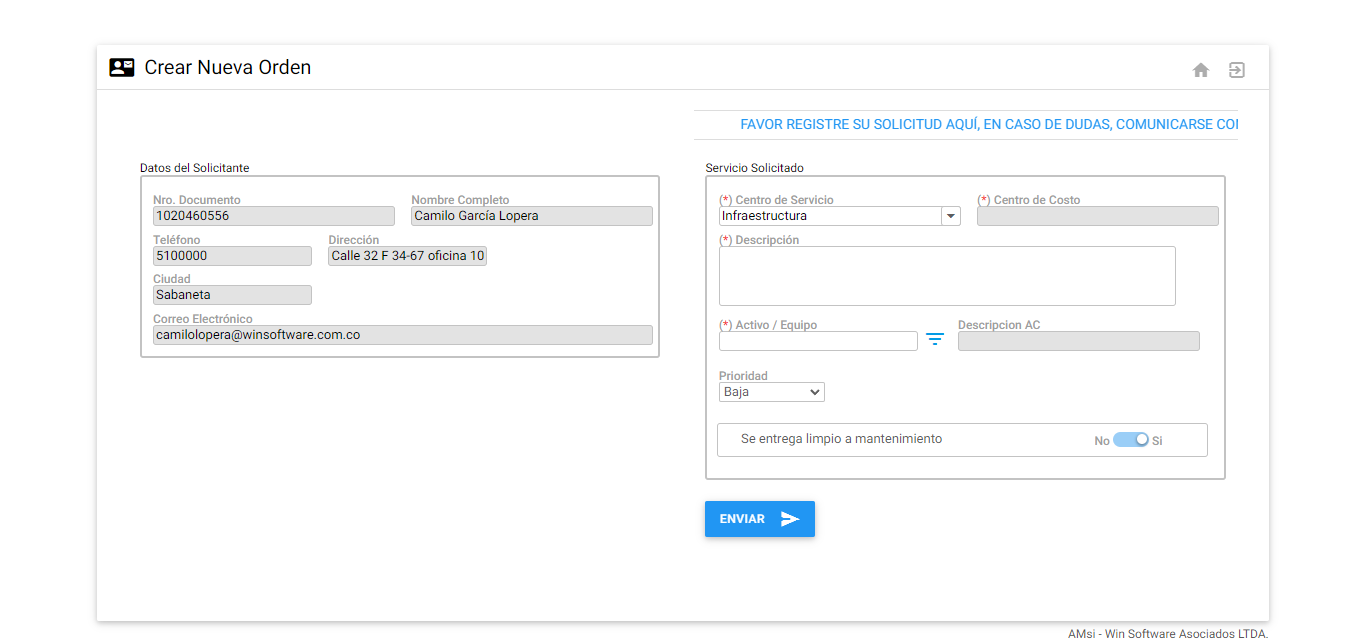 Crear Nueva Orden
FAVOR REGISTRE SU SOLICITUD AQUÍ, EN CASO DE DUDAS, COMUNICARSE
Datos del Solicitante
Nro. Documento
Nombre Completo
1020460556
Camilo García Lopera
Teléfono
Dirección
5100000
Calle 32 F 34-67 oficina 10
Ciudad
Sabaneta
Correo Electrónico
camilolopera@winsoftware.com.co
Servicio Solicitado
(*) Centro de Servicio
(*) Centro de Costo
Infraestructura
(*) Descripción
(*) Activo / Equipo
Descripcion AC
Prioridad
Baja
Se entrega limpio a mantenimiento
No
Si
ENVIAR
AMsi - Win Software Asociados LTDA.